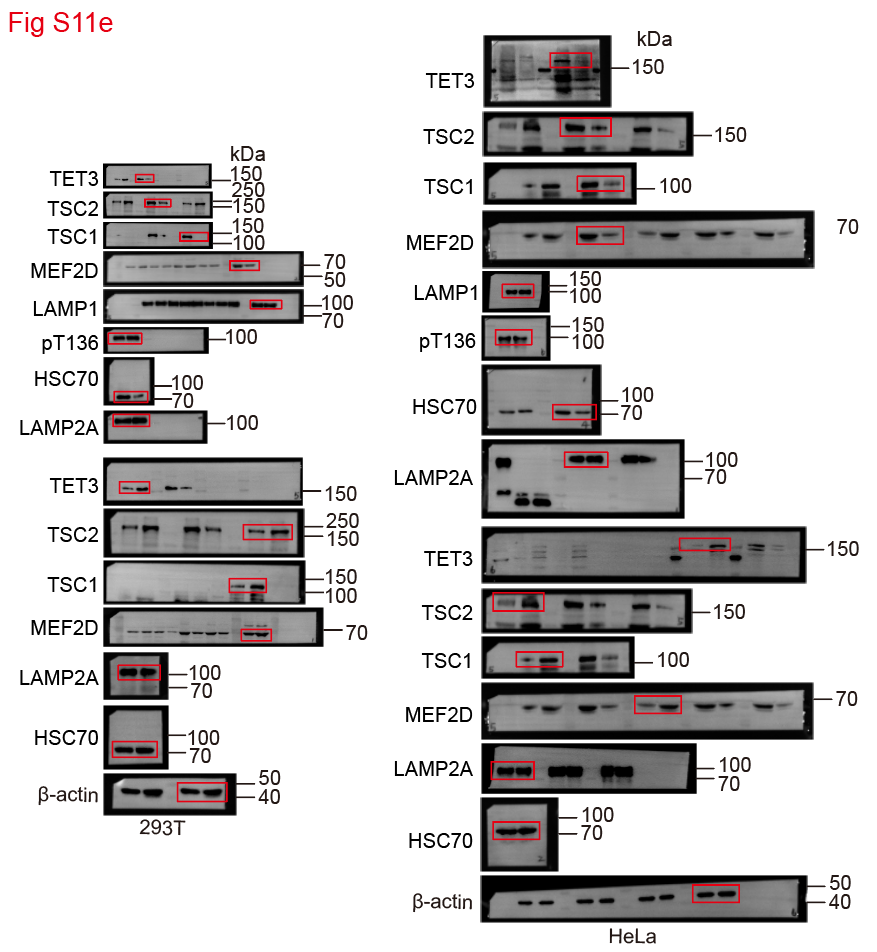 Fig S11e
kDa
TET3
150
250
TSC2
150
TSC1
150
100
MEF2D
70
50
LAMP1
100
70
pT136
100
HSC70
100
70
LAMP2A
100
TET3
150
TSC2
250
150
TSC1
150
100
MEF2D
70
LAMP2A
100
70
HSC70
100
70
β-actin
50
40
293T
kDa
TET3
150
TSC2
150
TSC1
100
MEF2D
70
LAMP1
150
100
pT136
150
100
HSC70
100
70
LAMP2A
100
70
TET3
150
TSC2
150
TSC1
100
MEF2D
70
LAMP2A
100
70
HSC70
100
70
β-actin
50
40
HeLa